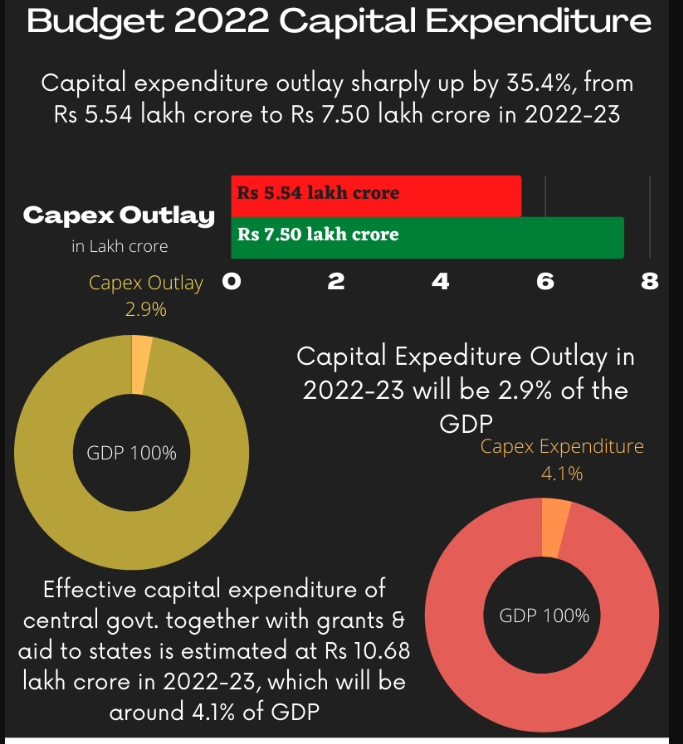 Budget 2022 Capital Expenditure
Capital expenditure outlay sharply up by 35.4%, from
Rs 5.54 lakh crore to Rs 7.50 lakh crore in 2022-23
Rs 5.54 lakh crore
Capex Outlay
in Lakh crore
Rs 7.50 lakh crore
0 2 4 6 8
Capex Outlay
2.9%
GDP 100%
Capital Expediture Outlay in
2022-23 will be 2.9% of the
GDP
Capex Expenditure
4.1%
GDP 100%
Effective capital expenditure of
central govt. together with grants &
aid to states is estimated at Rs 10.68
lakh crore in 2022-23, which will be
around 4.1% of GDP